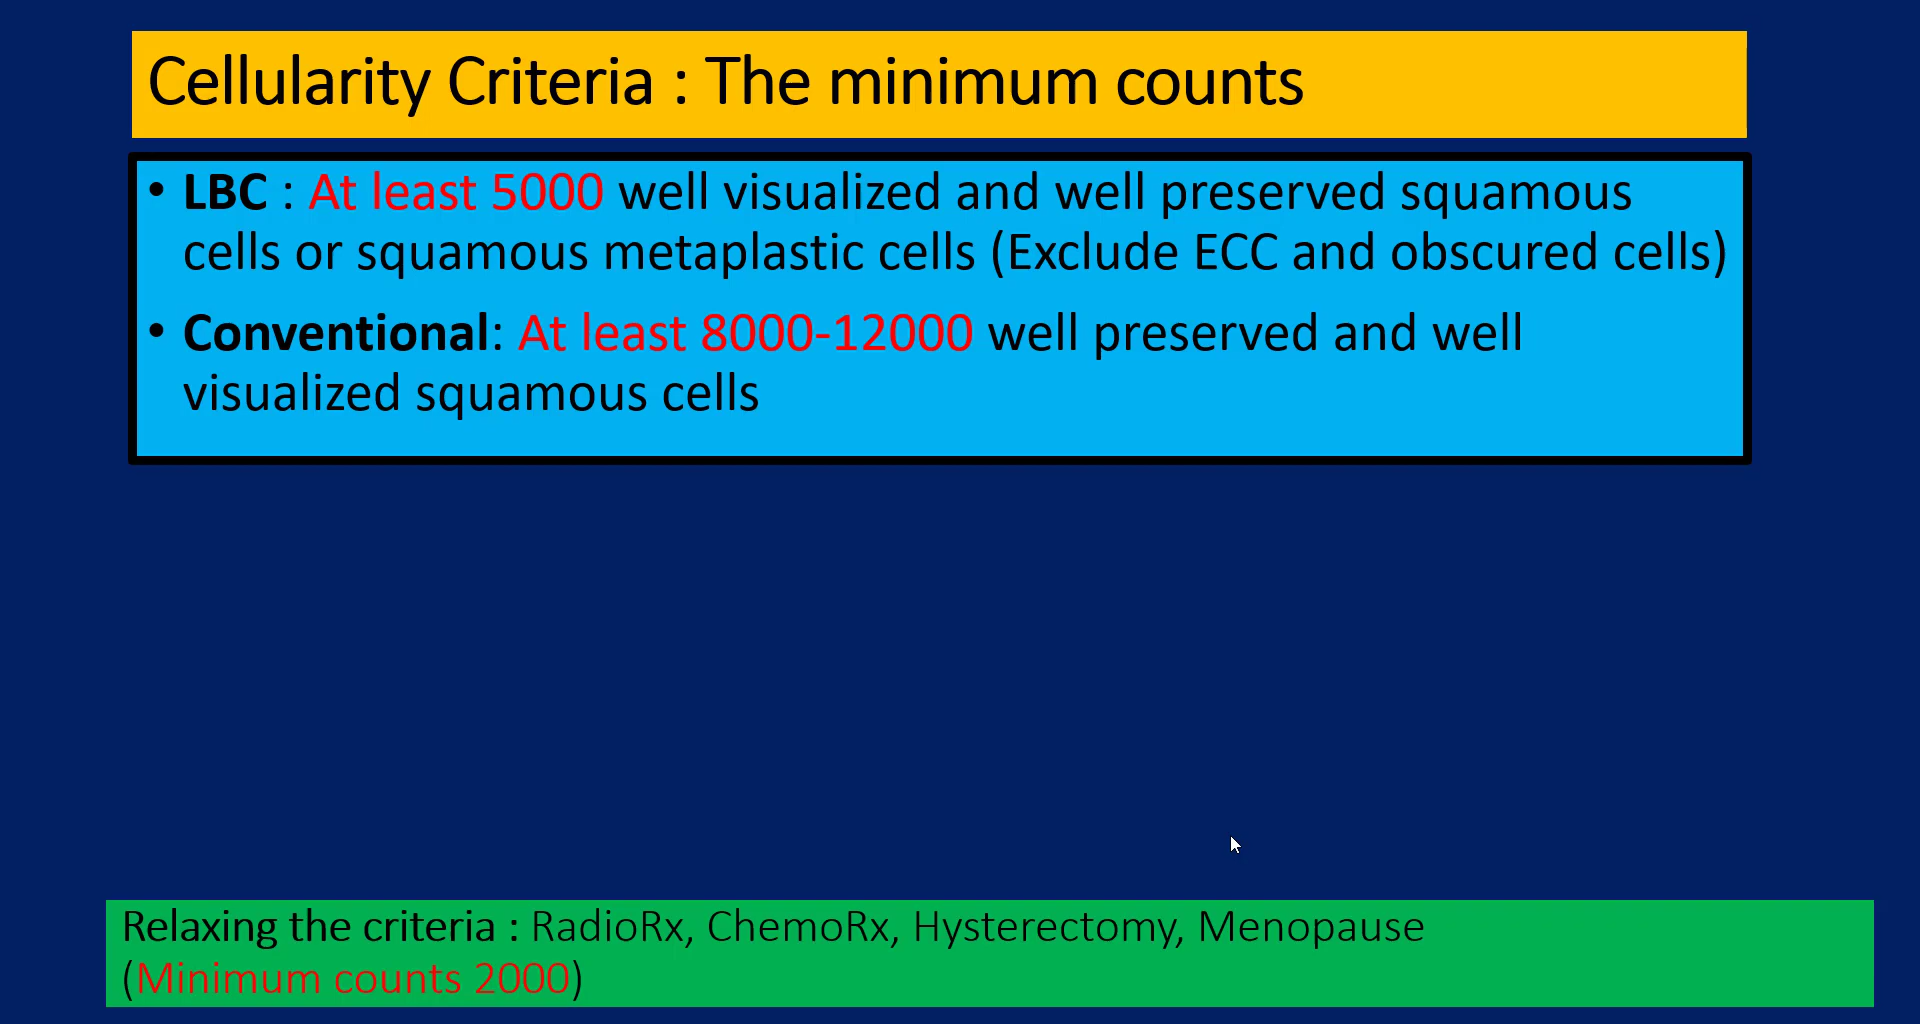 Cellularity Criteria : The minimum counts
• LBC : At least 5000 well visualized and well preserved squamous
cells or squamous metaplastic cells (Exclude ECC and obscured cells)
• Conventional: At least 8000-12000 well preserved and well
visualized squamous cells
Relaxing the criteria : RadioRx, ChemoRx, Hysterectomy, Menopause
(Minimum counts 2000)